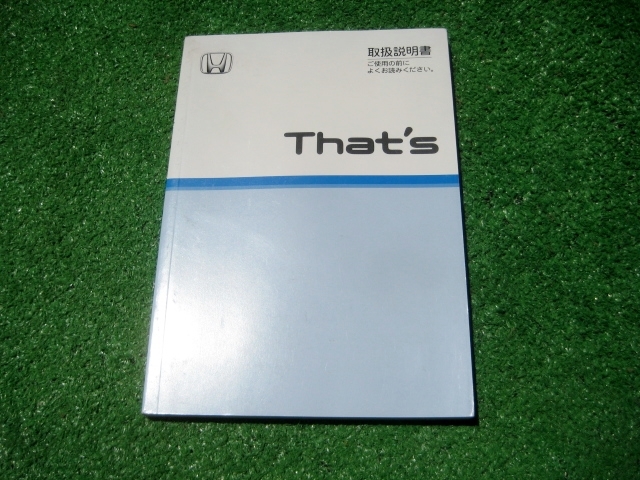 取扱説明書
ご使用の前に
よくお読みください。
That's